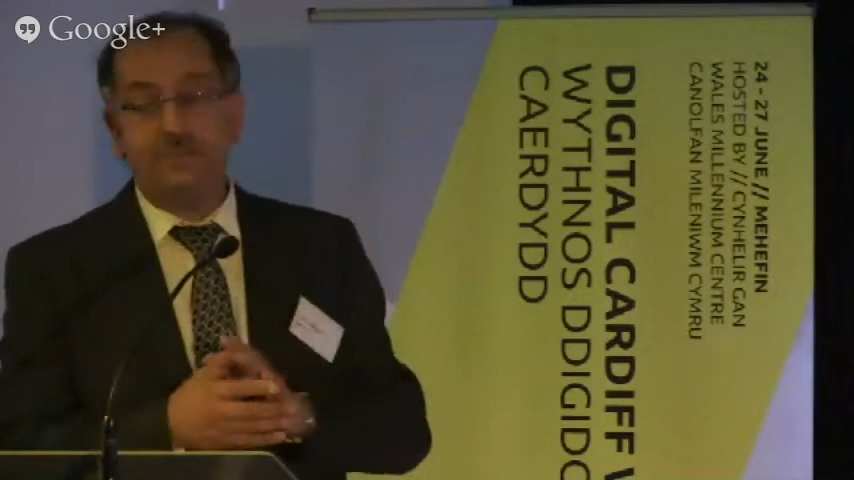 Google+
24 - 27 JUNE // MEHEFIN
HOSTED BY // CYNHELIR GAN
WALES MILLENNIUM CENTRE
CANOLFAN MILENIWM CYMRU
DIGITAL CARDIFF
WYTHNOS DDIGIDO
CAERDYDD